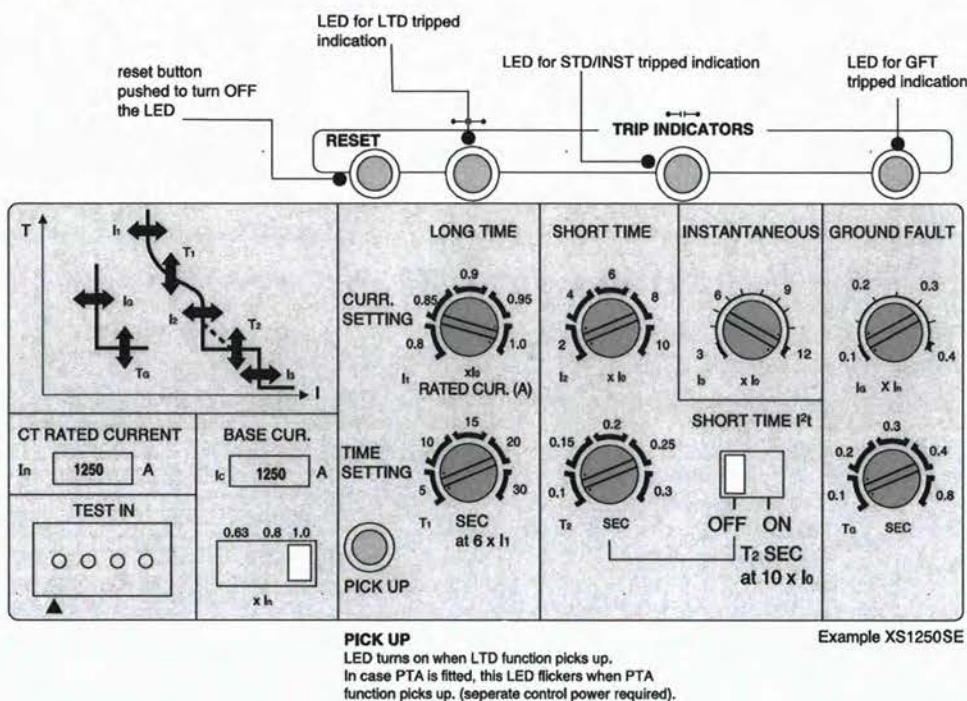 LED for LTD tripped
indication
LED for STD/INST tripped indication
LED for GFT
tripped indication
reset button
pushed to turn OFF
the LED
RESET
TRIP INDICATORS
T
I₁
T₁
I₂
T₂
I₃
IG
TG
I
CT RATED CURRENT
In 1250 A
BASE CUR.
Ic 1250 A
TEST IN
0.63 0.8 1.0
x In
LONG TIME
CURR.
SETTING
0.8 0.85 0.9 0.95 1.0
I₁ xI₀
RATED CUR. (A)
TIME
SETTING
5 10 15 20 30
T₁ SEC
at 6 x I₁
PICK UP
SHORT TIME
2 4 6 8 10
I₂ x I₀
0.1 0.15 0.2 0.25 0.3
T₂ SEC
INSTANTANEOUS
3 6 9 12
I₃ x I₀
SHORT TIME I²t
OFF ON
T₂ SEC
at 10 x I₀
GROUND FAULT
0.1 0.2 0.3 0.4
IG X In
0.1 0.2 0.3 0.4 0.8
TG SEC
Example XS1250SE
PICK UP
LED turns on when LTD function picks up.
In case PTA is fitted, this LED flickers when PTA
function picks up. (seperate control power required).